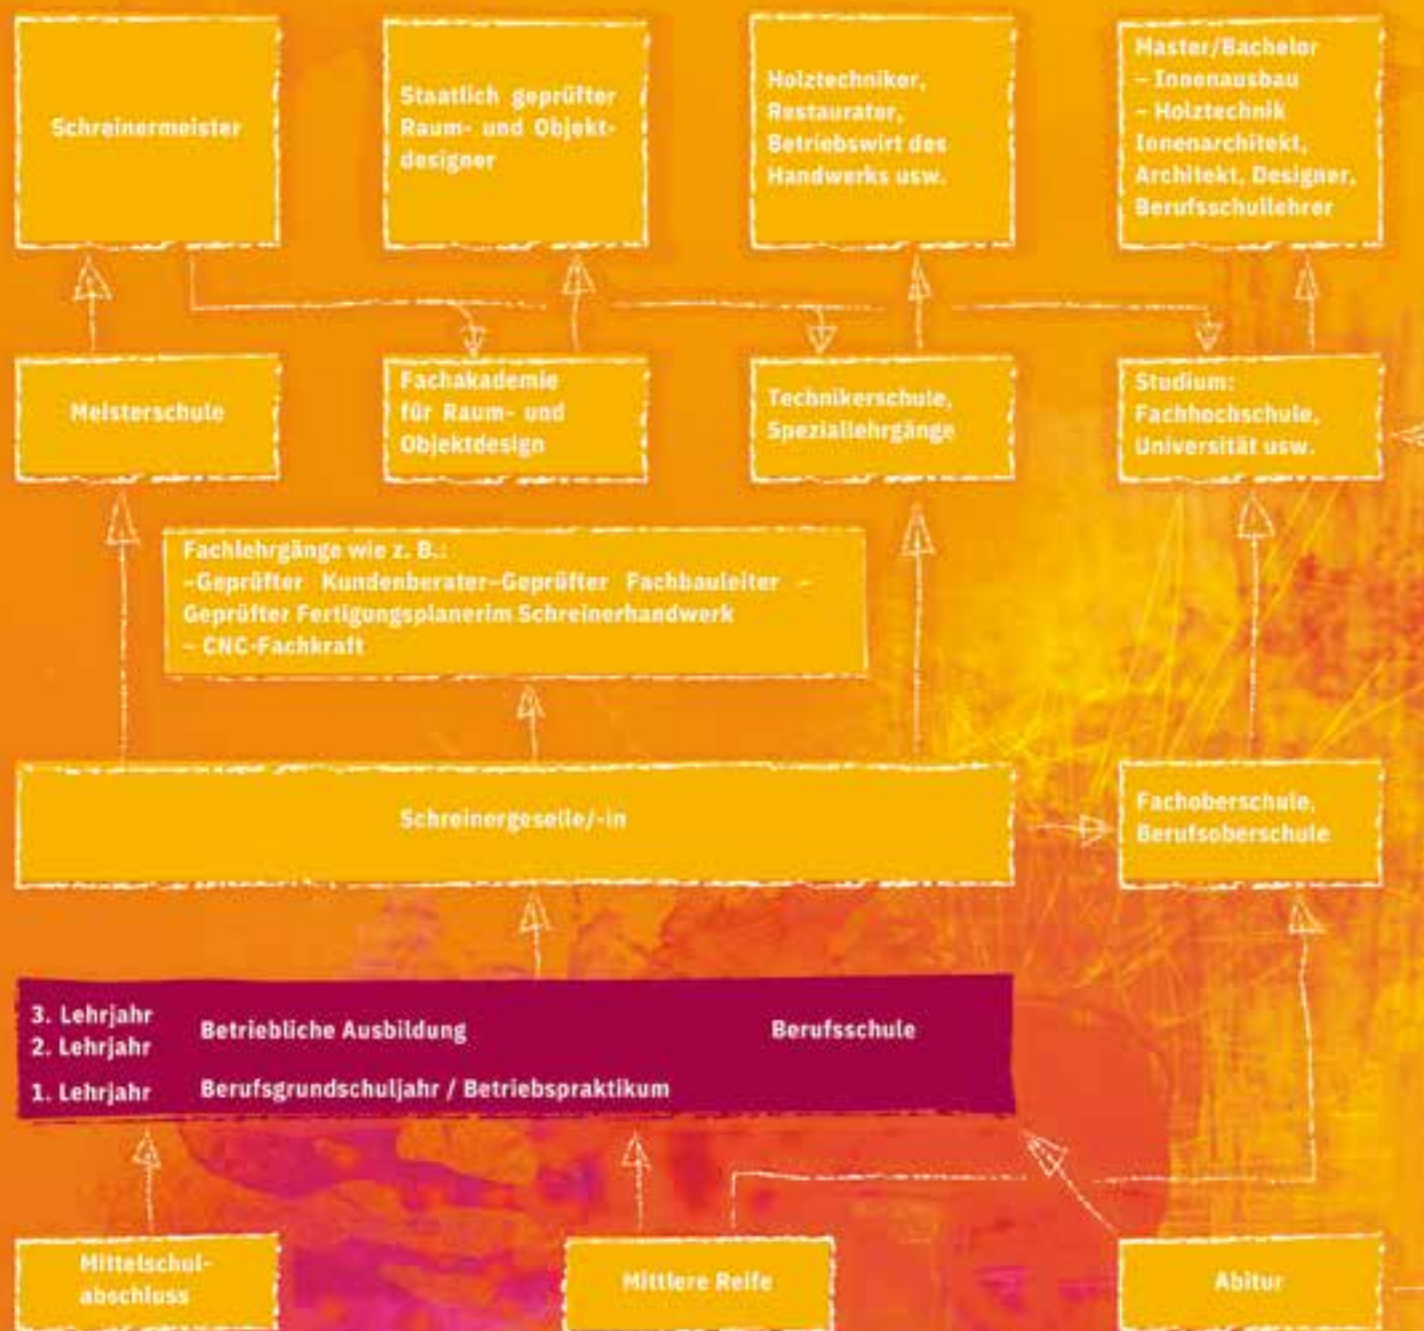 Schreinermeister
Staatlich geprüfter
Raum- und Objekt-
designer
Holztechniker,
Restaurator,
Betriebswirt des
Handwerks usw.
Master/Bachelor
– Innenausbau
– Holztechnik
Innenarchitekt,
Architekt, Designer,
Berufsschullehrer
Meisterschule
Fachakademie
für Raum- und
Objektdesign
Technikerschule,
Speziallehrgänge
Studium:
Fachhochschule,
Universität usw.
Fachlehrgänge wie z. B.:
–Geprüfter Kundenberater–Geprüfter Fachbauleiter –
Geprüfter Fertigungsplanerim Schreinerhandwerk
– CNC-Fachkraft
Schreinergeselle/-in
Fachoberschule,
Berufsoberschule
3. Lehrjahr
2. Lehrjahr
Betriebliche Ausbildung
Berufsschule
1. Lehrjahr
Berufsgrundschuljahr / Betriebspraktikum
Mittelschul-
abschluss
Mittlere Reife
Abitur